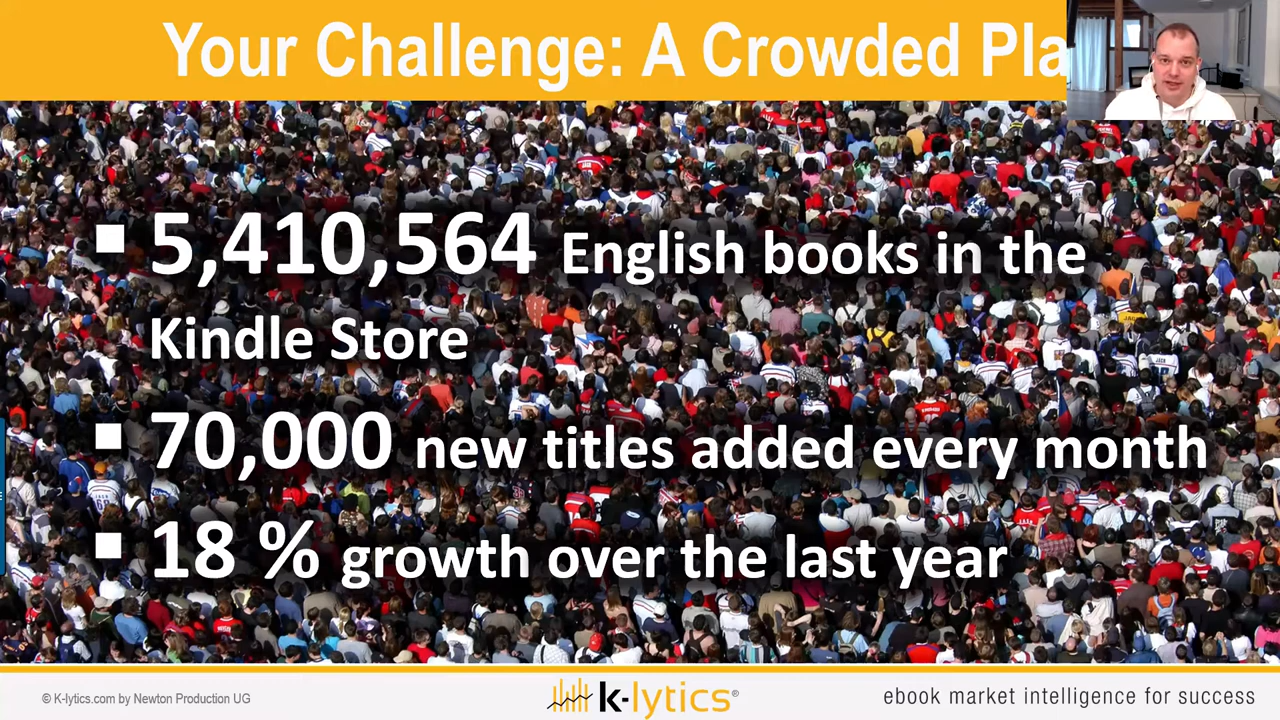 Your Challenge: A Crowded Pla
▪ 5,410,564 English books in the
Kindle Store
▪ 70,000 new titles added every month
▪ 18 % growth over the last year
© K-lytics.com by Newton Production UG
k-lytics®
ebook market intelligence for success